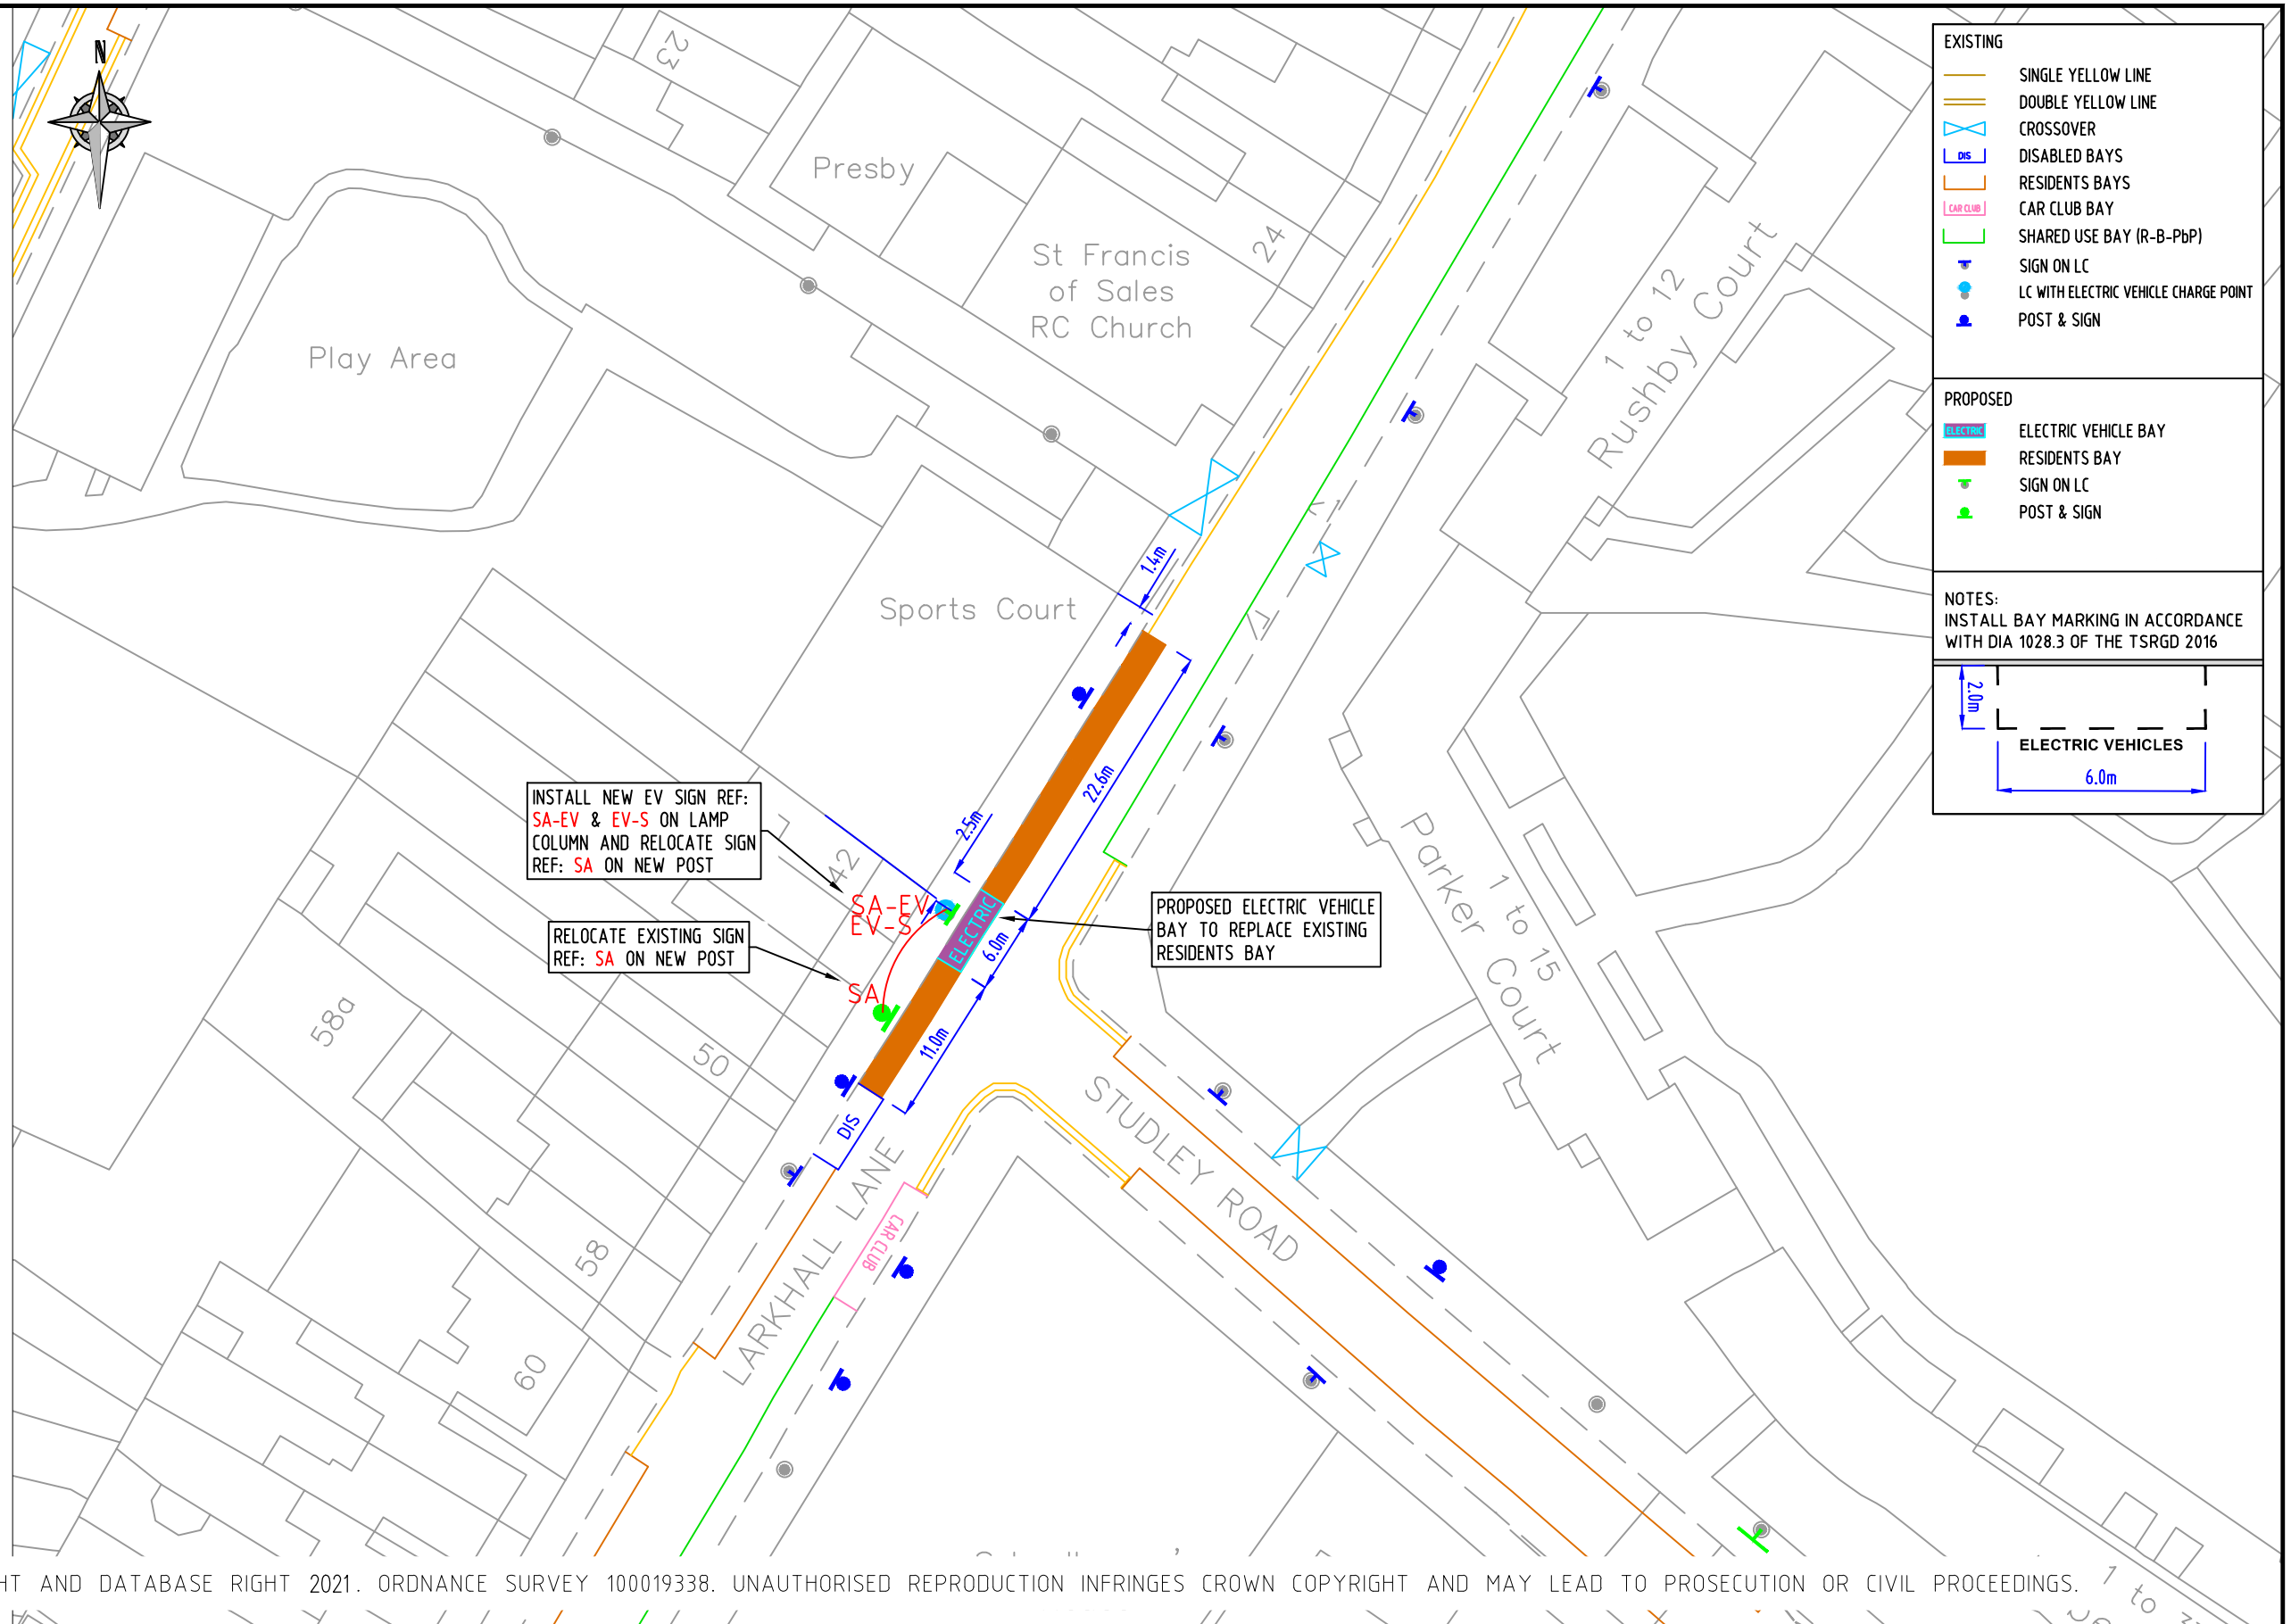 N
23
Presby
St Francis
of Sales
RC Church
24
1 to 12
Rushby Court
Play Area
Sports Court
1.4m
22.6m
2.5m
INSTALL NEW EV SIGN REF:
SA-EV & EV-S ON LAMP
COLUMN AND RELOCATE SIGN
REF: SA ON NEW POST
42
SA-EV
EV-S
ELECTRIC
6.0m
PROPOSED ELECTRIC VEHICLE
BAY TO REPLACE EXISTING
RESIDENTS BAY
RELOCATE EXISTING SIGN
REF: SA ON NEW POST
SA
11.0m
58a
50
DIS
58
60
CAR CLUB
LARKHALL LANE
STUDLEY ROAD
Parker Court
1 to 15
EXISTING
SINGLE YELLOW LINE
DOUBLE YELLOW LINE
CROSSOVER
DIS DISABLED BAYS
RESIDENTS BAYS
CAR CLUB CAR CLUB BAY
SHARED USE BAY (R-B-PbP)
SIGN ON LC
LC WITH ELECTRIC VEHICLE CHARGE POINT
POST & SIGN
PROPOSED
ELECTRIC ELECTRIC VEHICLE BAY
RESIDENTS BAY
SIGN ON LC
POST & SIGN
NOTES:
INSTALL BAY MARKING IN ACCORDANCE
WITH DIA 1028.3 OF THE TSRGD 2016
2.0m
ELECTRIC VEHICLES
6.0m
HT AND DATABASE RIGHT 2021. ORDNANCE SURVEY 100019338. UNAUTHORISED REPRODUCTION INFRINGES CROWN COPYRIGHT AND MAY LEAD TO PROSECUTION OR CIVIL PROCEEDINGS.
1 to